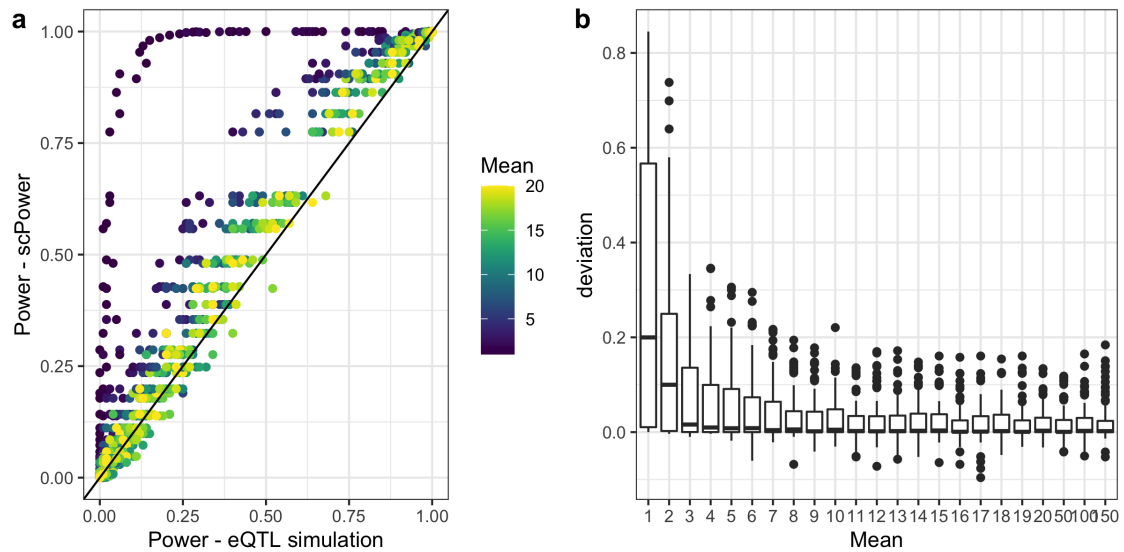 a
1.00
0.75
0.50
0.25
0.00
Power - scPower
0.00 0.25 0.50 0.75 1.00
Power - eQTL simulation
Mean
20
15
10
5
b
0.8
0.6
0.4
0.2
0.0
deviation
1 2 3 4 5 6 7 8 9 10 11 12 13 14 15 16 17 18 19 20 50 100 150
Mean